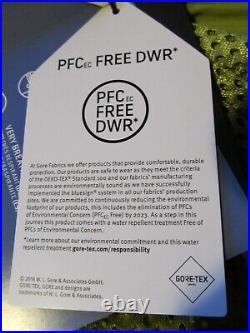 PFCEC FREE DWR*
PFCEC
FREE
DWR*
At Gore Fabrics we offer products that provide comfortable, durable
protection. Our products are safe to wear as they meet the criteria
of the OEKO-TEX® Standard 100 and our fabrics' manufacturing
processes are environmentally sound as we have successfully
implemented the bluesign® system in all our fabrics' production
sites. We are committed to continuously reducing the environmental
footprint of our products, this includes the elimination of PFCs
of Environmental Concern (PFCEC Free) by 2023. As a step in this
journey this product comes with a water repellent treatment Free of
PFCs of Environmental Concern.
*Learn more about our environmental commitment and this water
repellent treatment gore-tex.com/responsibility
© 2016 W. L. Gore & Associates GmbH.
GORE-TEX, GORE and designs are
trademarks of W. L. Gore & Associates
GORE-TEX
VERY BREAT